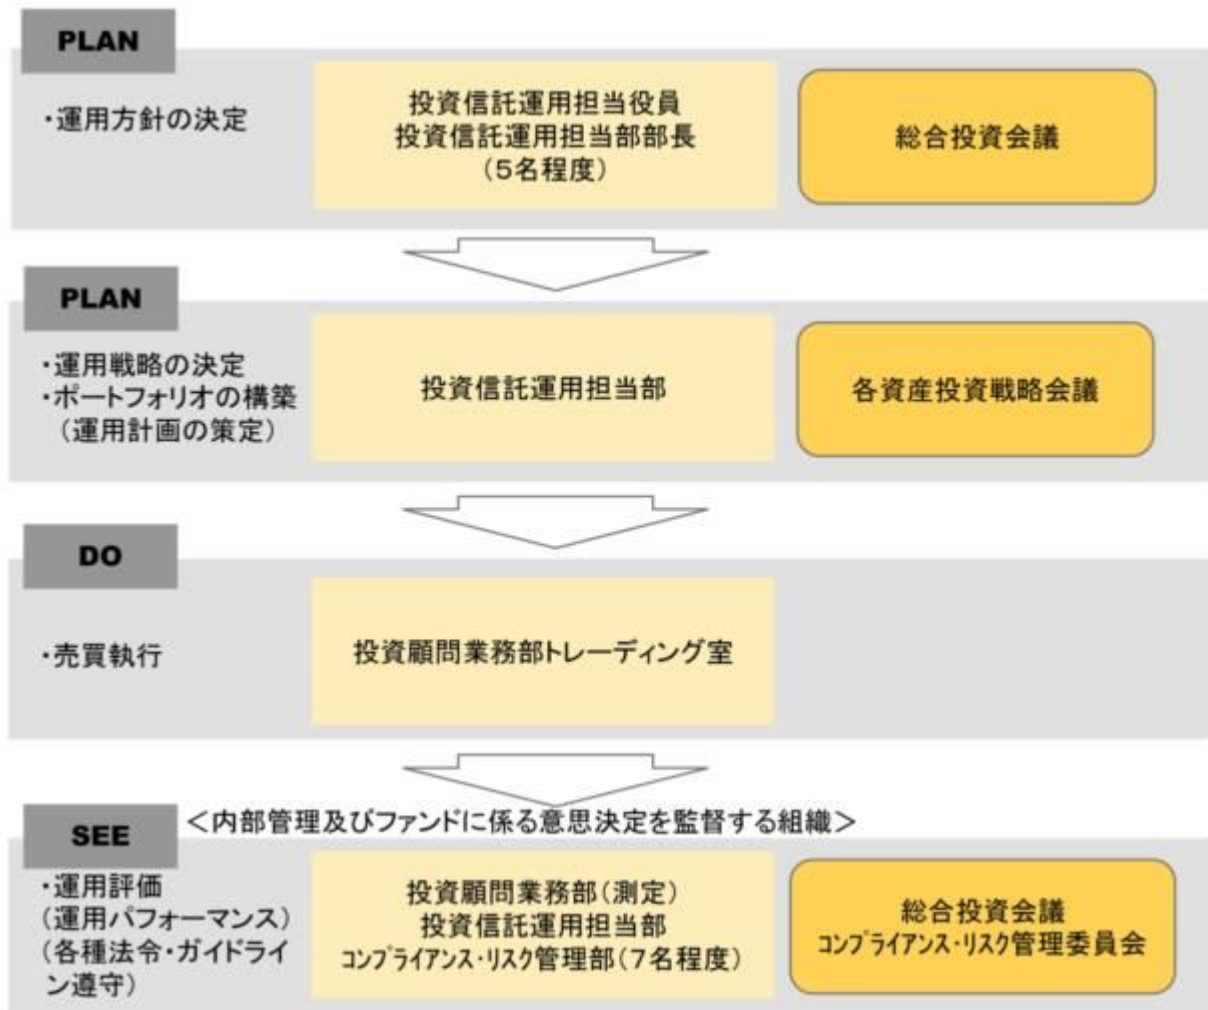 PLAN
・運用方針の決定
投資信託運用担当役員
投資信託運用担当部部長
(5名程度)
総合投資会議
PLAN
・運用戦略の決定
・ポートフォリオの構築
(運用計画の策定)
投資信託運用担当部
各資産投資戦略会議
DO
・売買執行
投資顧問業務部トレーディング室
SEE
<内部管理及びファンドに係る意思決定を監督する組織>
・運用評価
(運用パフォーマンス)
(各種法令・ガイドライ
ン遵守)
投資顧問業務部(測定)
投資信託運用担当部
コンプライアンス・リスク管理部(7名程度)
総合投資会議
コンプライアンス・リスク管理委員会